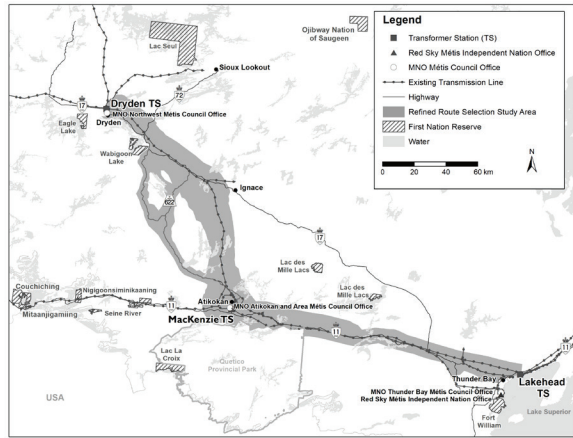 Ojibway Nation
of Saugeen
Lac Seul
Sioux Lookout
Legend
Transformer Station (TS)
Red Sky Métis Independent Nation Office
MNO Métis Council Office
Existing Transmission Line
Highway
Refined Route Selection Study Area
First Nation Reserve
Water
0 20 40 60 km
N
Dryden TS
MNO Northwest Métis Council Office
17
72
Dryden
Eagle
Lake
Wabigoon
Lake
Ignace
622
17
Lac des
Mille Lacs
Lac des
Mille Lacs
Couchiching
Nigigoonsiminikaaning
Mitaanjigamiing
Seine River
11
Atikokan
MNO Atikokan and Area Métis Council Office
MacKenzie TS
11
Lac La
Croix
Quetico
Provincial Park
11
Thunder Bay
Lakehead
TS
MNO Thunder Bay Métis Council Office
Red Sky Métis Independent Nation Office
Fort
William
Lake Superior
USA